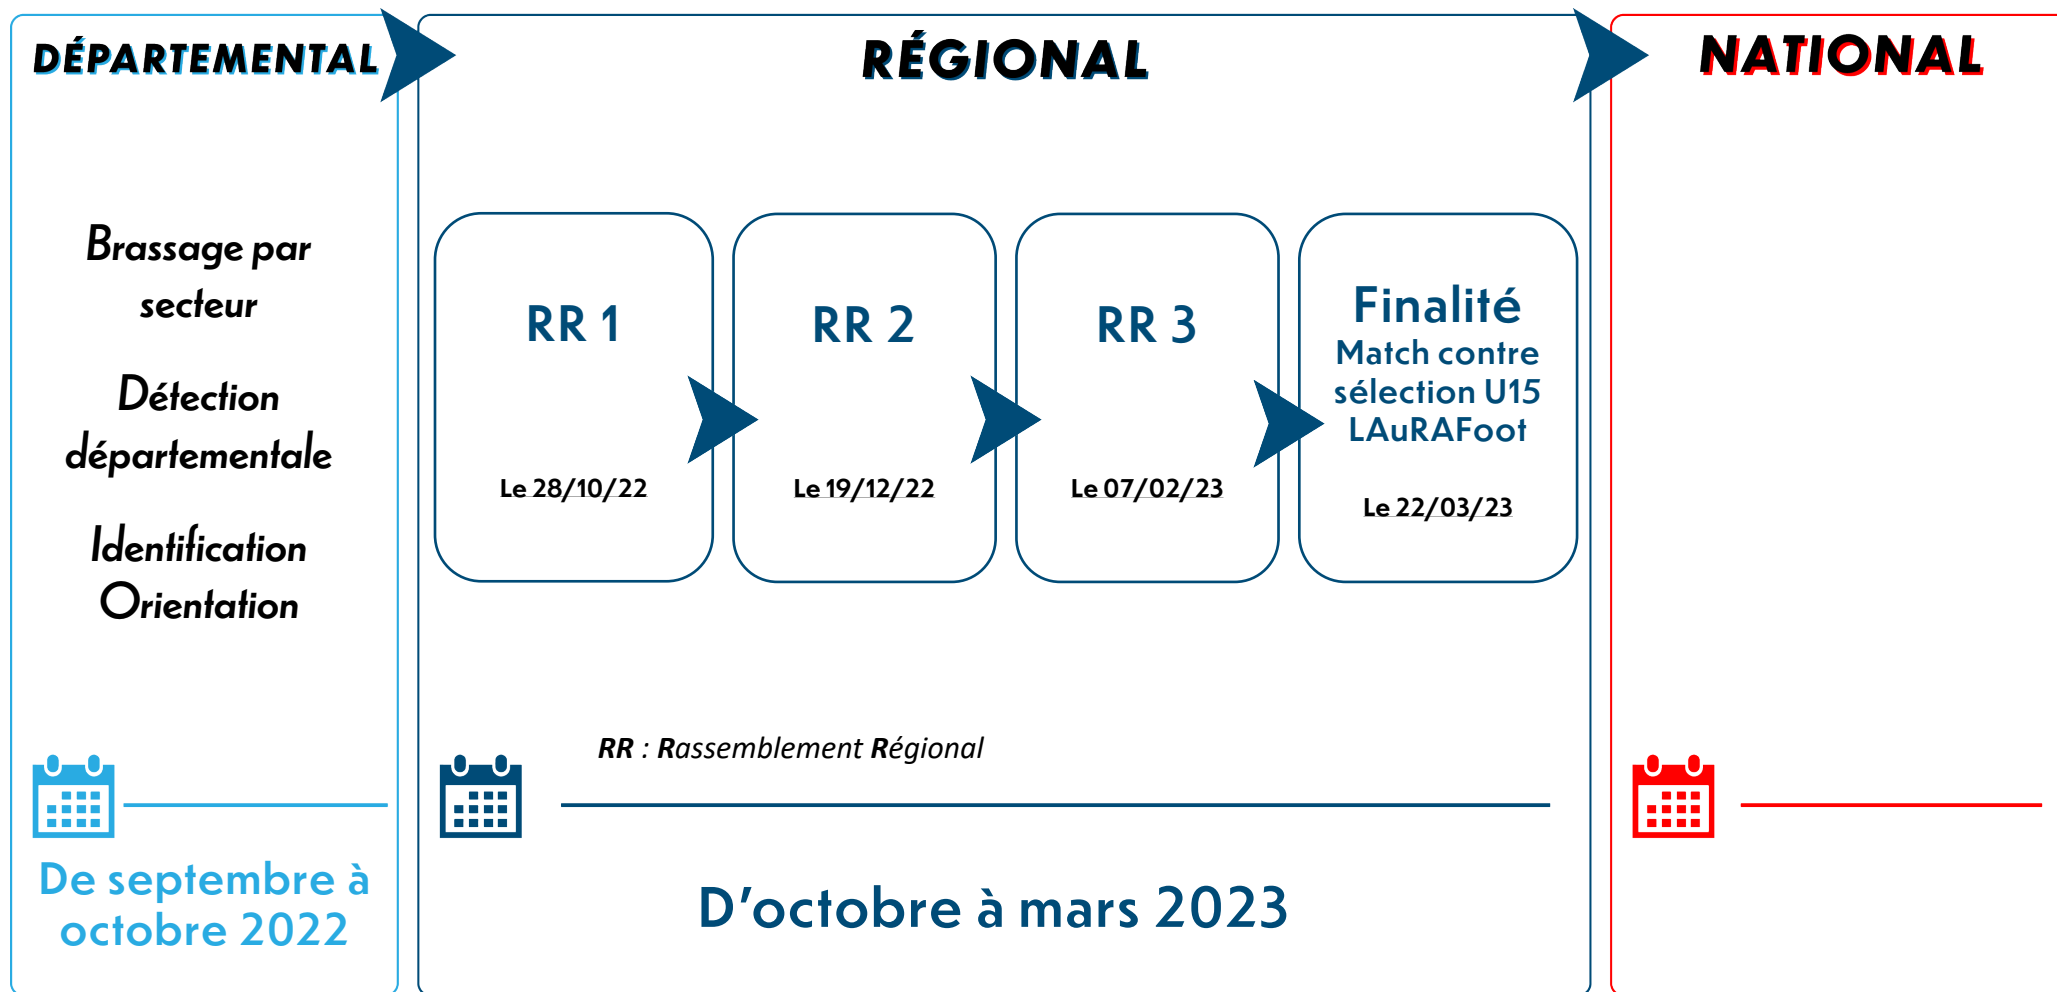 DÉPARTEMENTAL
Brassage par
secteur
Détection
départementale
Identification
Orientation
De septembre à
octobre 2022
RÉGIONAL
RR 1
Le 28/10/22
RR 2
Le 19/12/22
RR 3
Le 07/02/23
Finalité
Match contre
sélection U15
LAuRAFoot
Le 22/03/23
RR : Rassemblement Régional
D'octobre à mars 2023
NATIONAL